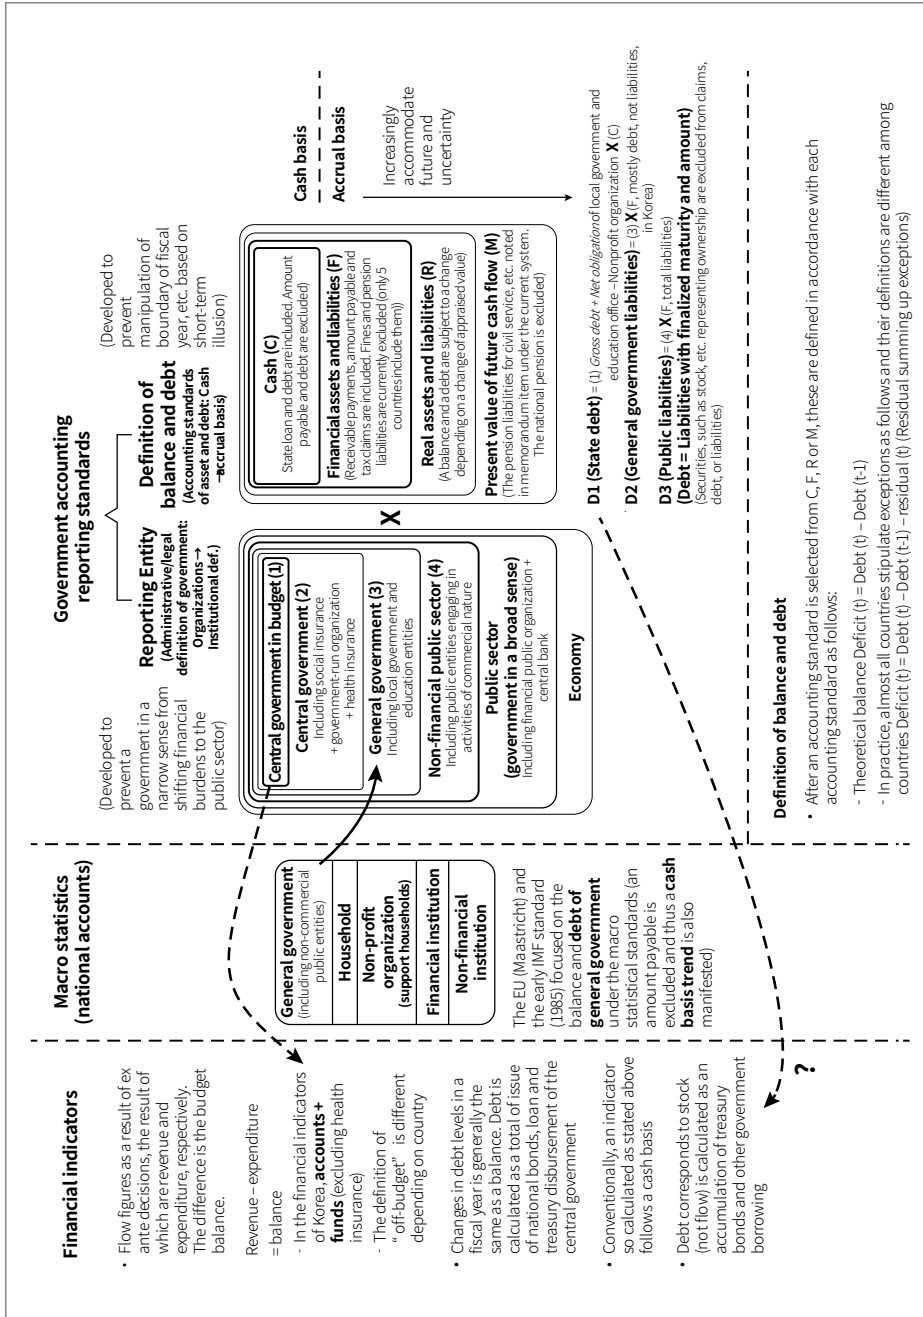 Financial indicators
• Flow figures as a result of ex
ante decisions, the result of
which are revenue and
expenditure, respectively.
The difference is the budget
balance.
Revenue – expenditure
= balance
- In the financial indicators
of Korea, accounts +
funds (excluding health
insurance)
- The definition of
“ off-budget” is different
depending on country
• Changes in debt levels in a
fiscal year is generally the
same as a balance. Debt is
calculated as a total of issue
of national bonds, loan and
treasury disbursement of the
central government
• Conventionally, an indicator
so calculated as stated above
follows a cash basis
• Debt corresponds to stock
(not flow) is calculated as an
accumulation of treasury
bonds and other government
borrowing
?
Macro statistics
(national accounts)
General government
(including non-commercial
public entities)
Household
Non-profit
organization
(support households)
Financial institution
Non-financial
institution
The EU (Maastricht) and
the early IMF standard
(1985) focused on the
balance and debt of
general government
under the macro
statistical standards (an
amount payable is
excluded and thus a cash
basis trend is also
manifested)
Government accounting
reporting standards
(Developed to
prevent a
government in a
narrow sense from
shifting financial
burdens to the
public sector)
Reporting Entity
(Administrative/legal
definition of government:
Organizations→
Institutional def.)
Definition of
balance and debt
(Accounting standards
of asset and debt: Cash
→accrual basis)
(Developed to
prevent
manipulation of
boundary of fiscal
year, etc. based on
short-term
illusion)
Central government in budget (1)
Central government (2)
Including social insurance
+ government-run organization
+ health insurance
General government (3)
Including local government and
education entities
Non-financial public sector (4)
Including public entities engaging in
activities of commercial nature
Public sector
(government in a broad sense)
Including financial public organization +
central bank
Economy
X
Cash (C)
State loan and debt are included. Amount
payable and debt are excluded)
Financial assets and liabilities (F)
(Receivable payments, amount payable and
tax claims are included. Fines and pension
liabilities are currently excluded (only 5
countries include them))
Real assets and liabilities (R)
(A balance and a debt are subject to a change
depending on a change of appraised value)
Present value of future cash flow (M)
(The pension liabilities for civil service, etc. noted
in memorandum item under the current system.
The national pension is excluded)
Cash basis
Accrual basis
Increasingly
accommodate
future and
uncertainty
D1 (State debt) = (1) Gross debt + Net obligation of local government and
education office – Nonprofit organization X (C)
D2 (General government liabilities) = (3) X (F, mostly debt, not liabilities,
in Korea)
D3 (Public liabilities) = (4) X (F, total liabilities)
(Debt = Liabilities with finalized maturity and amount)
(Securities, such as stock, etc. representing ownership are excluded from claims,
debt, or liabilities)
Definition of balance and debt
• After an accounting standard is selected from C, F, R or M, these are defined in accordance with each
accounting standard as follows:
- Theoretical balance Deficit (t) = Debt (t) – Debt (t-1)
- In practice, almost all countries stipulate exceptions as follows and their definitions are different among
countries Deficit (t) = Debt (t) – Debt (t-1) – residual (t) (Residual summing up exceptions)